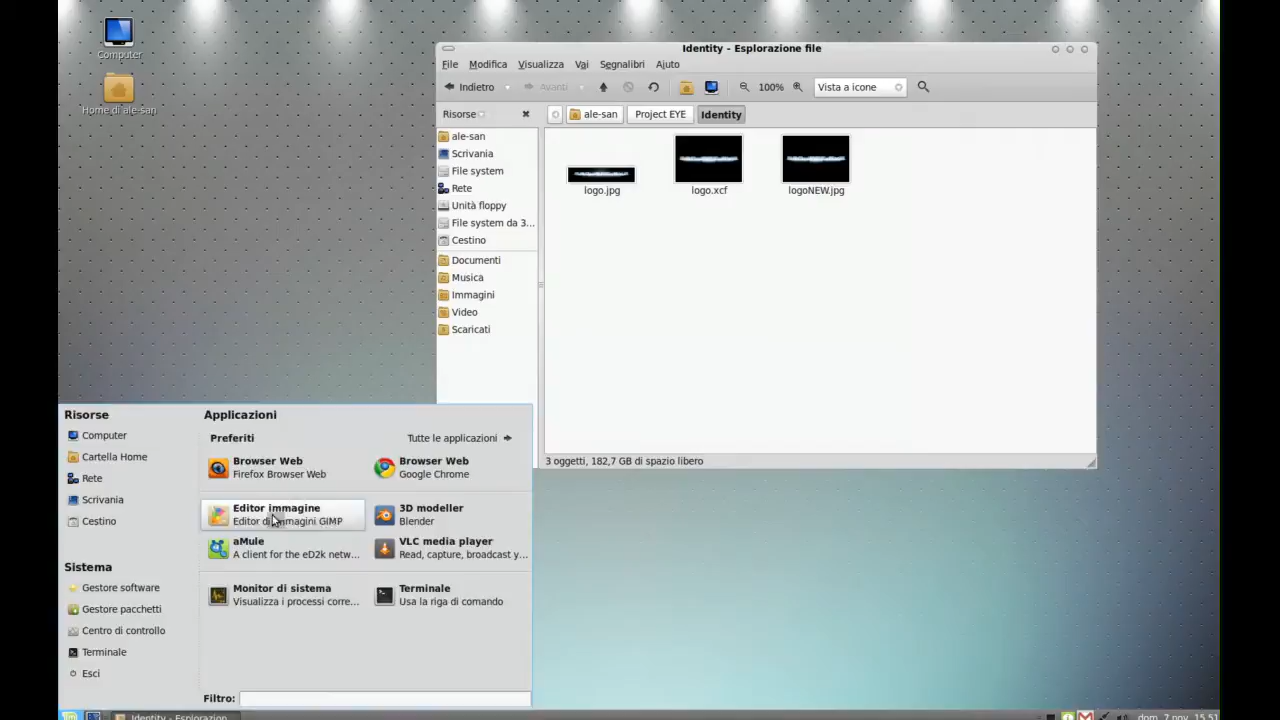 Computer
Home di ale-san
Identity - Esplorazione file
File Modifica Visualizza Vai Segnalibri Aiuto
Indietro Avanti 100% Vista a icone
Risorse ale-san Project EYE Identity
ale-san
Scrivania
File system
Rete
Unità floppy
File system da 3...
Cestino
Documenti
Musica
Immagini
Video
Scaricati
logo.jpg logo.xcf logoNEW.jpg
3 oggetti, 182,7 GB di spazio libero
Risorse
Computer
Cartella Home
Rete
Scrivania
Cestino
Sistema
Gestore software
Gestore pacchetti
Centro di controllo
Terminale
Esci
Applicazioni
Preferiti Tutte le applicazioni
Browser Web
Firefox Browser Web
Browser Web
Google Chrome
Editor immagine
Editor di immagini GIMP
3D modeller
Blender
aMule
A client for the eD2k netw...
VLC media player
Read, capture, broadcast y...
Monitor di sistema
Visualizza i processi corre...
Terminale
Usa la riga di comando
Filtro:
Identity - Esplorazion
dom 7 nov, 15.51